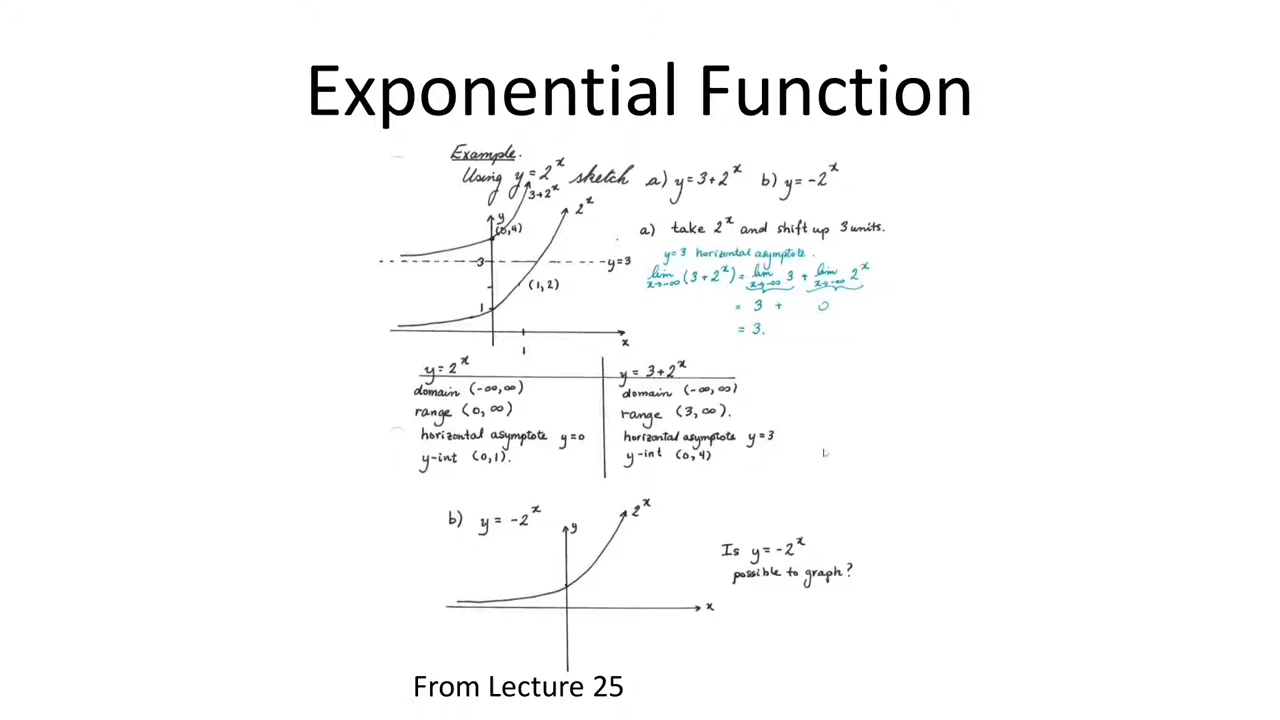 Exponential Function
Example.
Using y = 2^x sketch a) y = 3 + 2^x b) y = -2^x
3+2^x
2^x
y
(0,4)
a) take 2^x and shift up 3 units.
y=3 horizontal asymptote.
3
y=3
lim x→-∞ (3+2^x) = lim x→-∞ 3 + lim x→-∞ 2^x
(1,2)
= 3 + 0
1
= 3.
x
1
y = 2^x
domain (-∞,∞)
range (0,∞)
horizontal asymptote y=0
y-int (0,1).
y = 3+2^x
domain (-∞,∞)
range (3,∞).
horizontal asymptote y=3
y-int (0,4)
b) y = -2^x
2^x
y
x
Is y = -2^x
possible to graph?
From Lecture 25